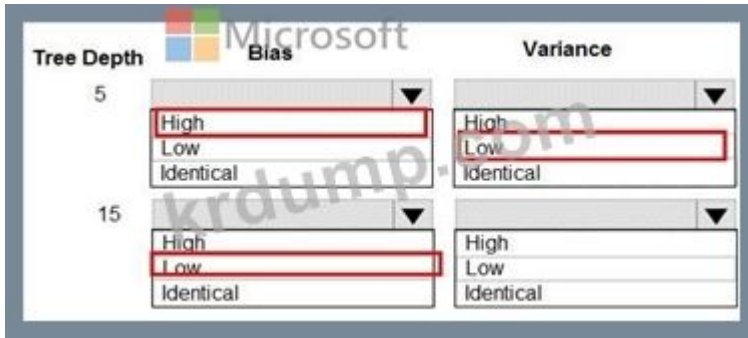 Microsoft
Tree Depth Bias Variance
5
High High
Low Low
Identical Identical
krdump.com
15
High High
Low Low
Identical Identical